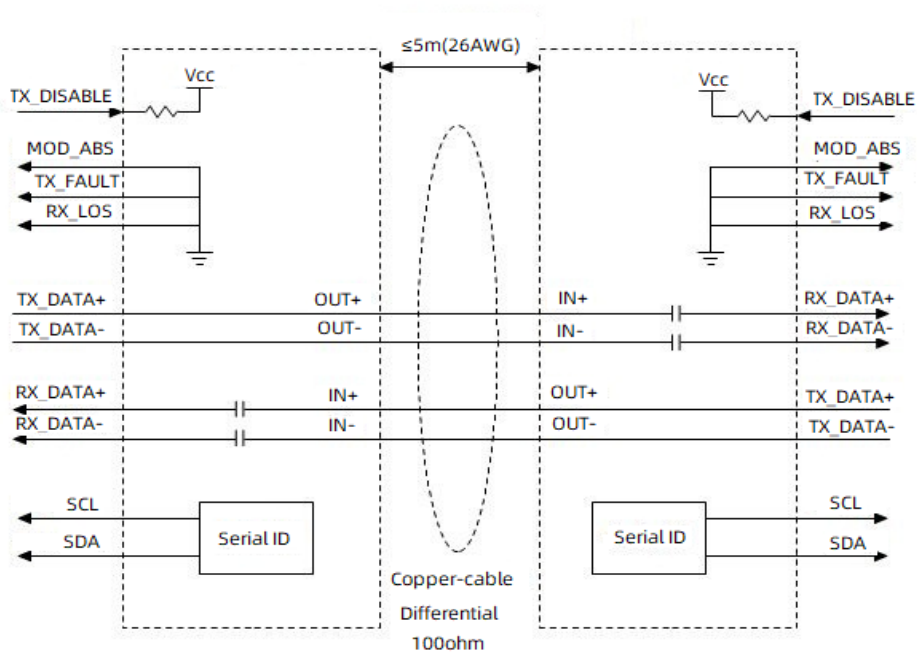 ≤5m(26AWG)
Vcc
Vcc
TX_DISABLE
TX_DISABLE
MOD_ABS
MOD_ABS
TX_FAULT
TX_FAULT
RX_LOS
RX_LOS
TX_DATA+ OUT+ IN+ RX_DATA+
TX_DATA- OUT- IN- RX_DATA-
RX_DATA+ IN+ OUT+ TX_DATA+
RX_DATA- IN- OUT- TX_DATA-
SCL SCL
Serial ID Serial ID
SDA SDA
Copper-cable
Differential
100ohm